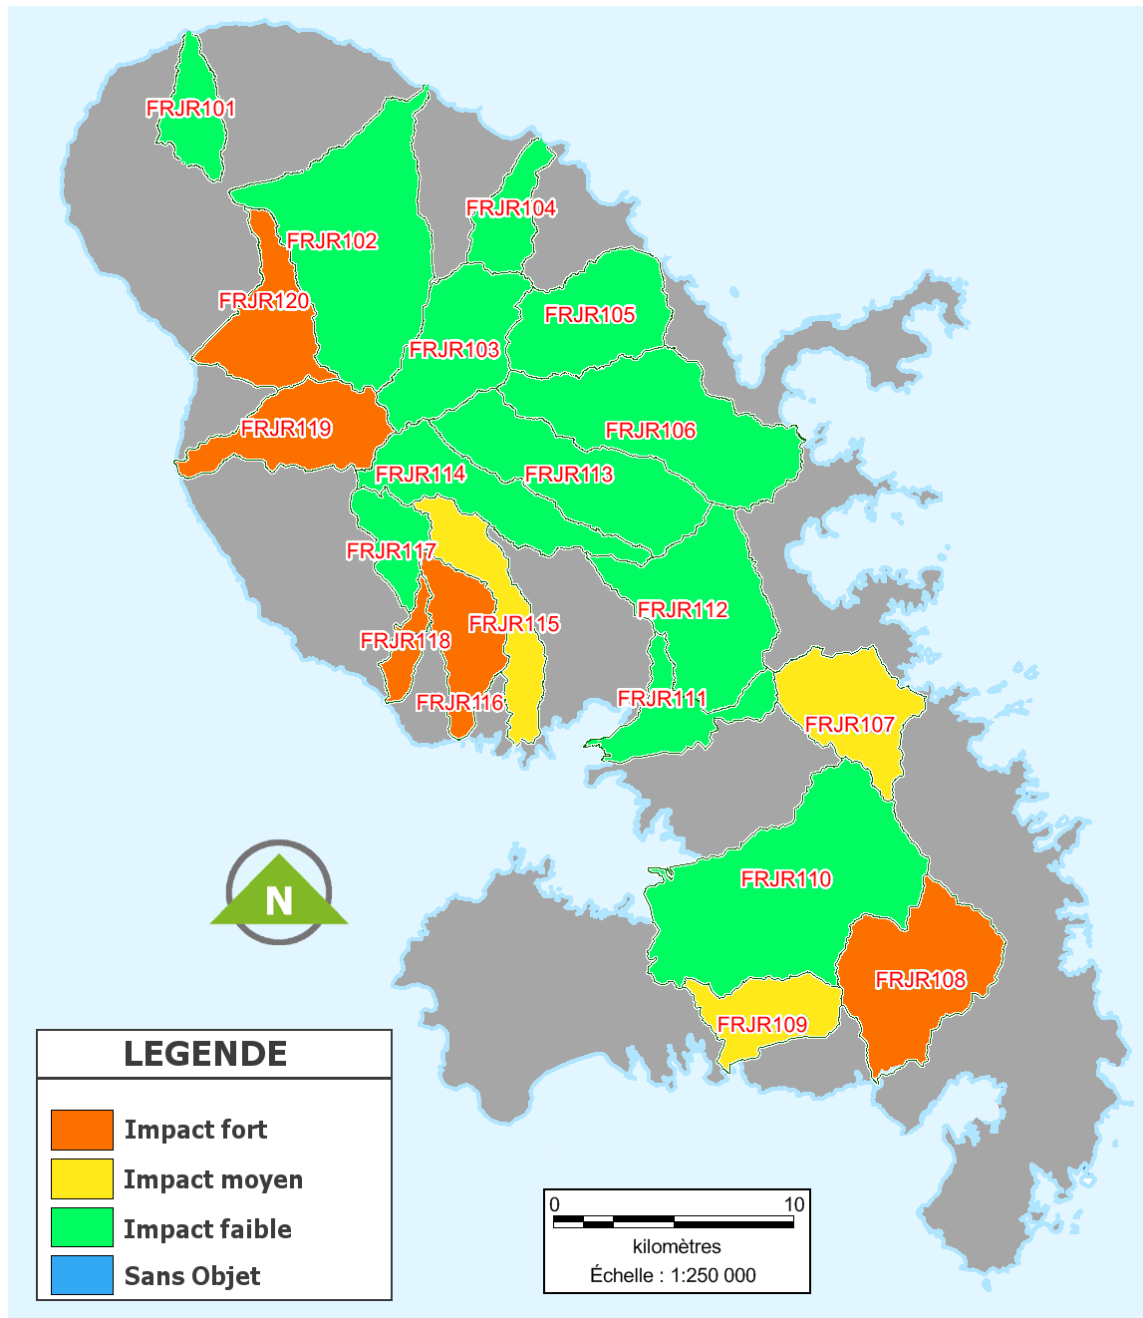 FRJR101
FRJR104
FRJR102
FRJR120
FRJR105
FRJR103
FRJR119
FRJR106
FRJR114
FRJR113
FRJR117
FRJR112
FRJR115
FRJR118
FRJR111
FRJR116
FRJR107
FRJR110
N
FRJR108
FRJR109
LEGENDE
Impact fort
Impact moyen
Impact faible
Sans Objet
0 10
kilomètres
Échelle : 1:250 000